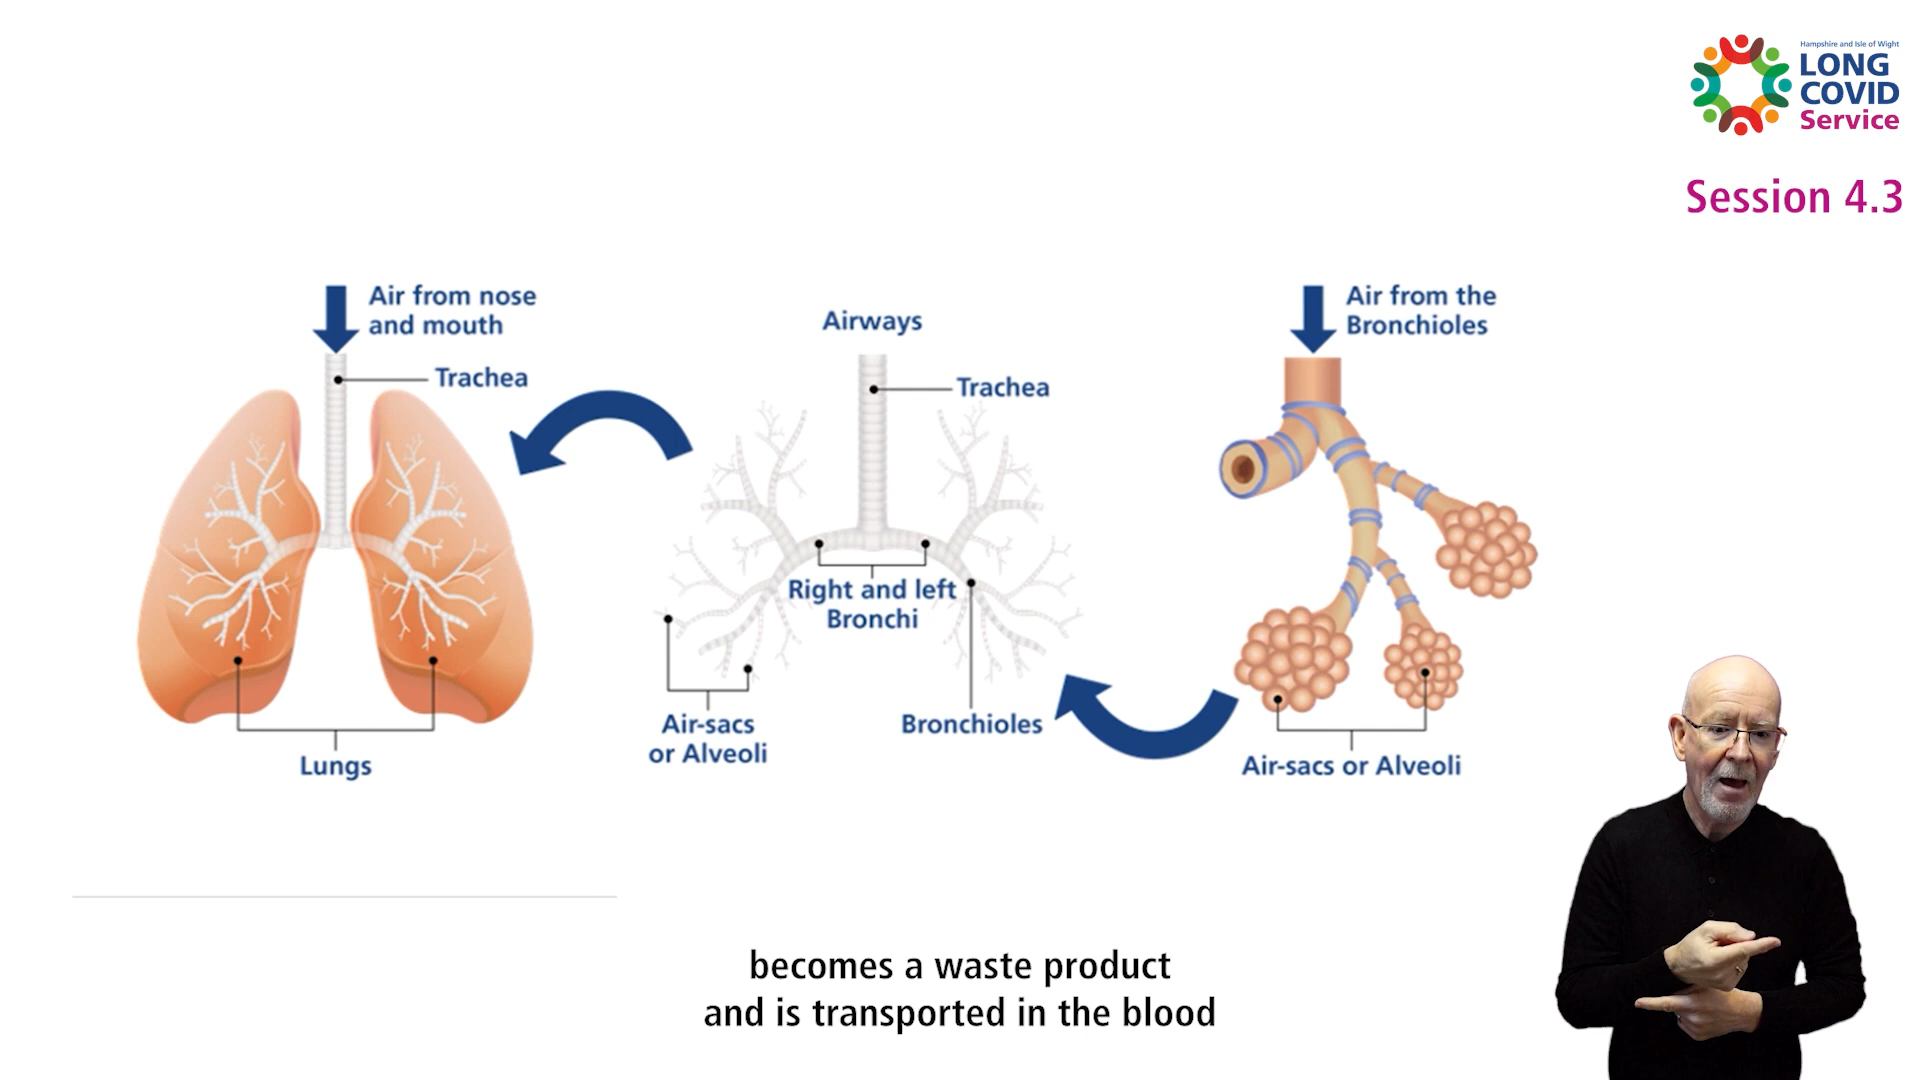 Hampshire and Isle of Wight
LONG
COVID
Service
Session 4.3
Air from nose
and mouth
Trachea
Lungs
Airways
Trachea
Right and left
Bronchi
Air-sacs
or Alveoli
Bronchioles
Air from the
Bronchioles
Air-sacs or Alveoli
becomes a waste product
and is transported in the blood